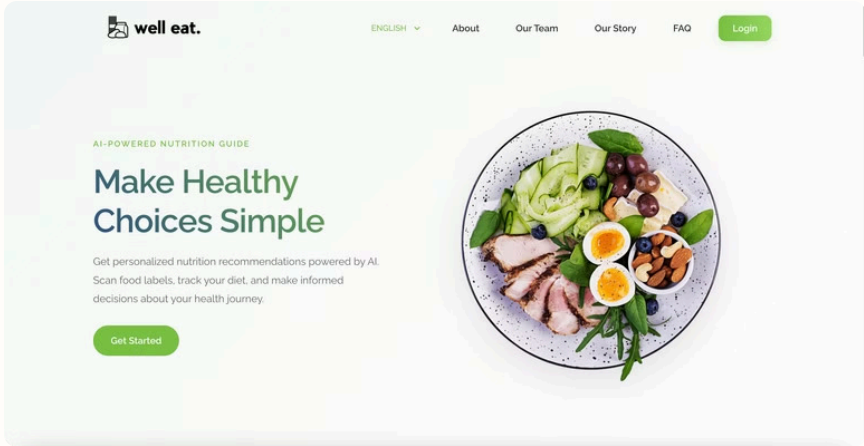 well eat.
ENGLISH
About
Our Team
Our Story
FAQ
Login
AI-POWERED NUTRITION GUIDE
Make Healthy
Choices Simple
Get personalized nutrition recommendations powered by AI.
Scan food labels, track your diet, and make informed
decisions about your health journey.
Get Started